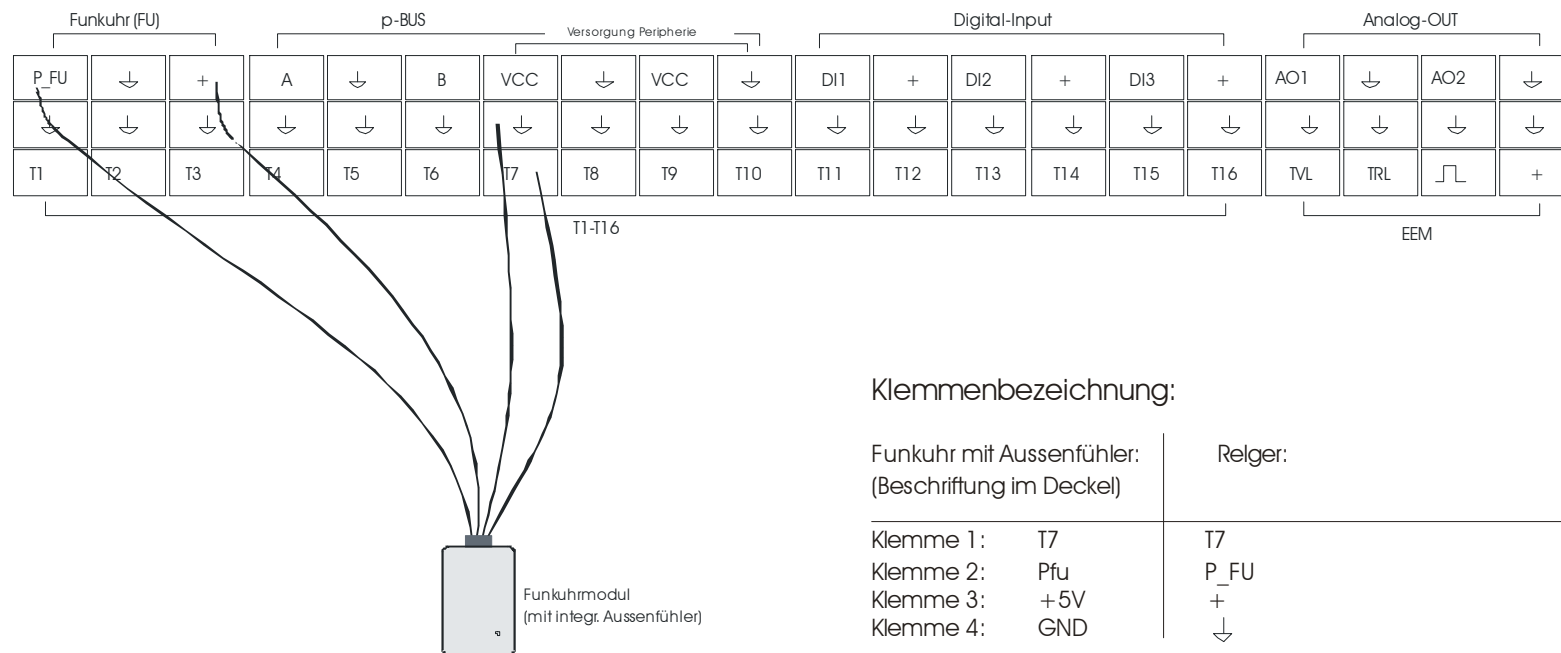 Funkuhr (FU) p-BUS Digital-Input Analog-OUT
Versorgung Peripherie
P_FU + A B VCC VCC DI1 + DI2 + DI3 + AO1 AO2
T1 T2 T3 T4 T5 T6 T7 T8 T9 T10 T11 T12 T13 T14 T15 T16 TVL TRL +
T1-T16
EEM
Klemmenbezeichnung:
Funkuhr mit Aussenfühler: Relger:
(Beschriftung im Deckel)
Klemme 1: T7 T7
Klemme 2: Pfu P_FU
Klemme 3: +5V +
Klemme 4: GND
Funkuhrmodul
(mit integr. Aussenfühler)